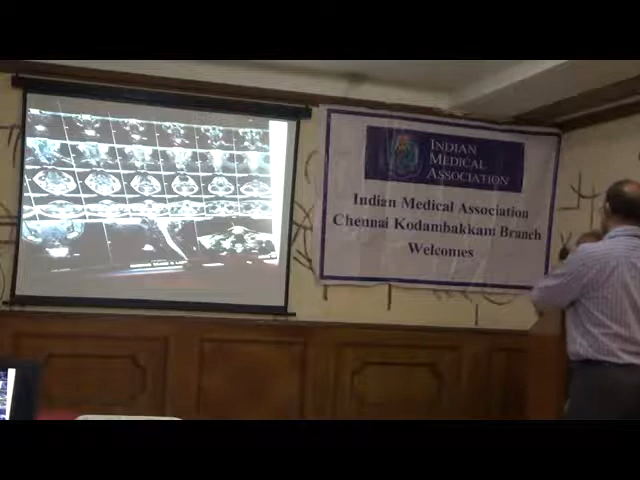 INDIAN
MEDICAL
ASSOCIATION
Indian Medical Association
Chennai Kodambakkam Branch
Welcomes